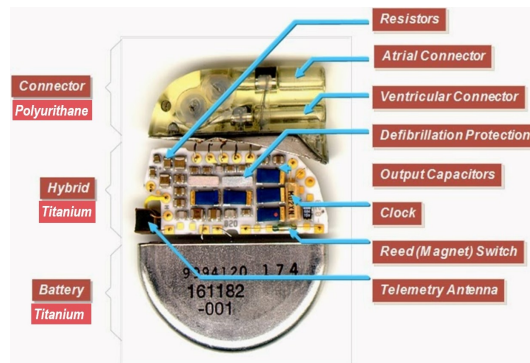 Resistors
Atrial Connector
Connector
Polyurithane
Ventricular Connector
Defibrillation Protection
Output Capacitors
Hybrid
Titanium
Clock
Reed (Magnet) Switch
Battery
Titanium
Telemetry Antenna
9094120 174
161182
-001